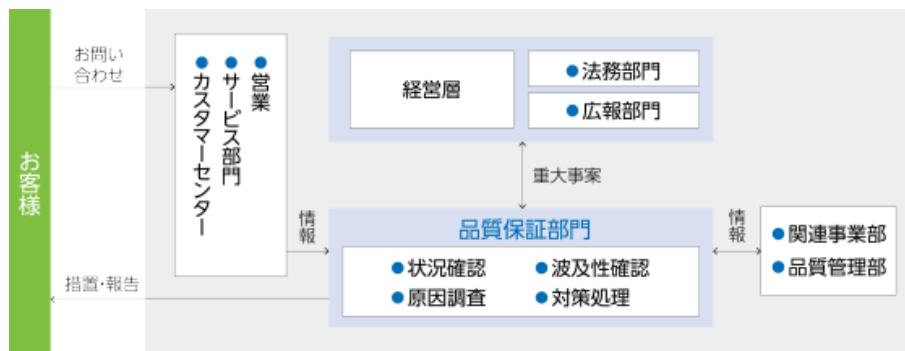 お客様
お問い
合わせ
● 営業
● サービス部門
● カスタマーセンター
経営層
● 法務部門
● 広報部門
重大事案
情報
品質保証部門
● 状況確認
● 波及性確認
● 原因調査
● 対策処理
情報
● 関連事業部
● 品質管理部
措置・報告